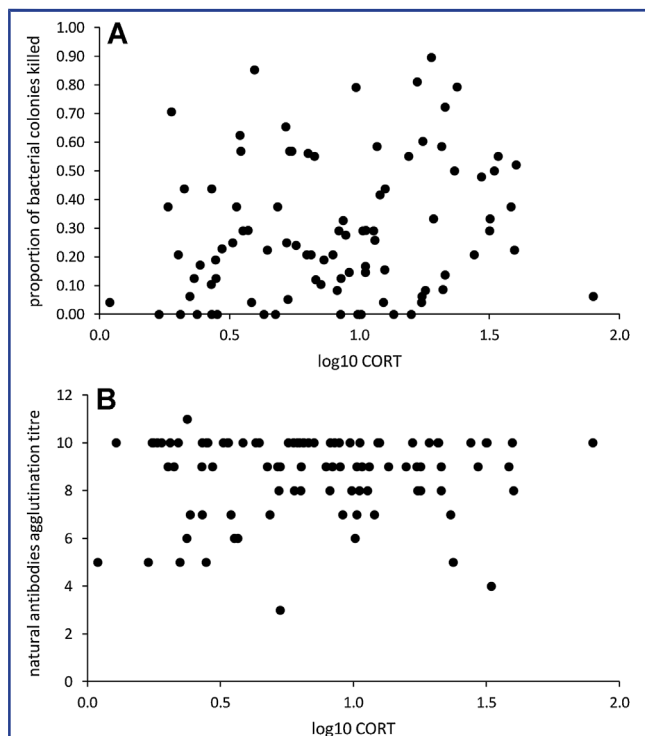 A
1.00
0.90
0.80
0.70
0.60
0.50
0.40
0.30
0.20
0.10
0.00
proportion of bacterial colonies killed
0.0 0.5 1.0 1.5 2.0
log10 CORT
B
12
10
8
6
4
2
0
natural antibodies agglutination titre
0.0 0.5 1.0 1.5 2.0
log10 CORT